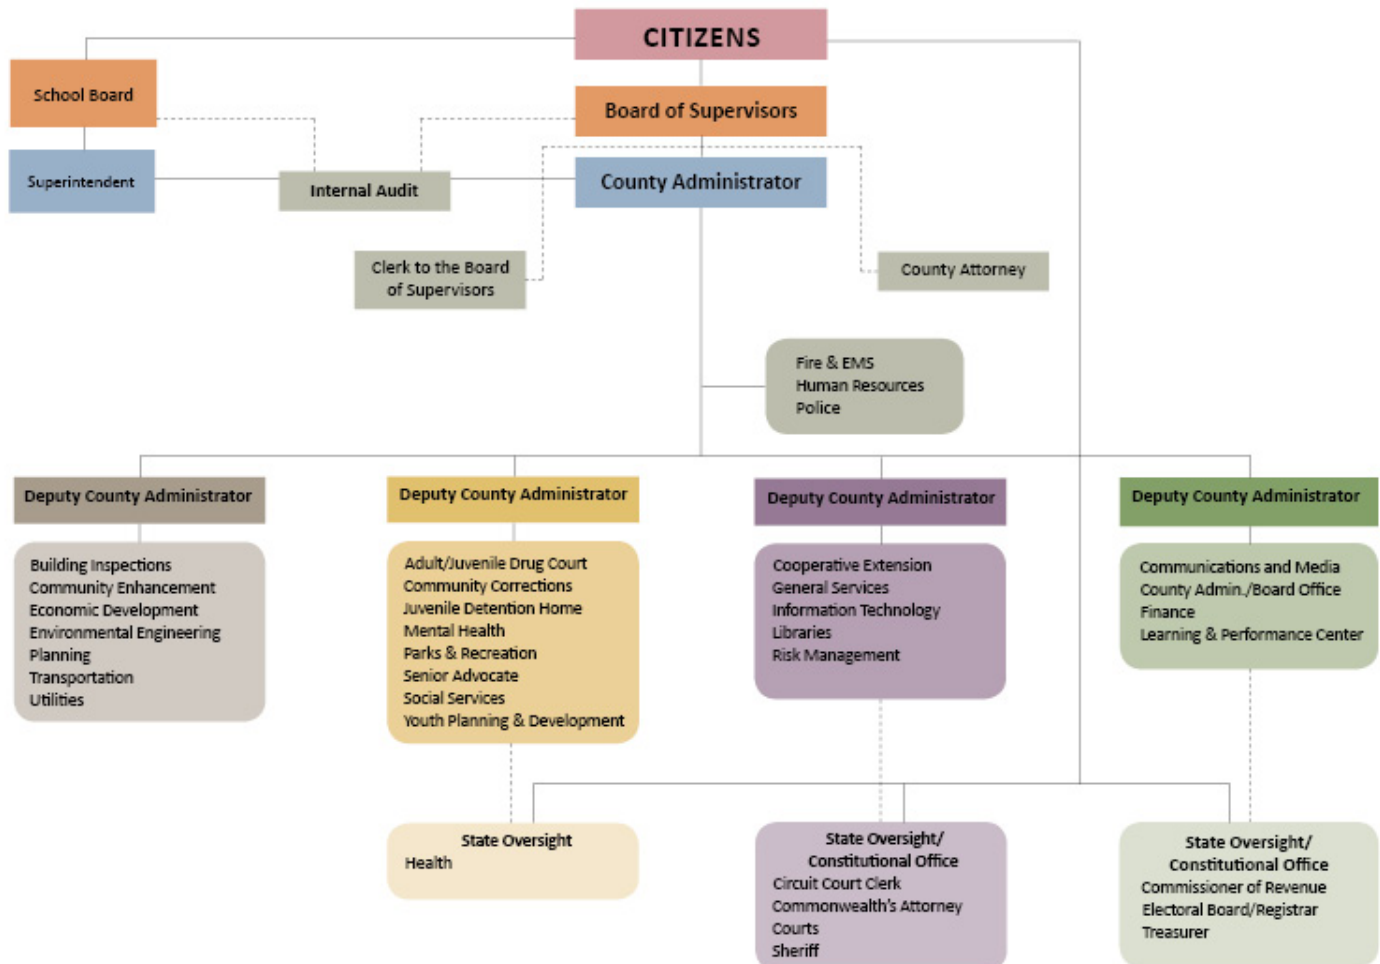 CITIZENS
School Board
Board of Supervisors
Superintendent
Internal Audit
County Administrator
Clerk to the Board
of Supervisors
County Attorney
Fire & EMS
Human Resources
Police
Deputy County Administrator
Building Inspections
Community Enhancement
Economic Development
Environmental Engineering
Planning
Transportation
Utilities
Deputy County Administrator
Adult/Juvenile Drug Court
Community Corrections
Juvenile Detention Home
Mental Health
Parks & Recreation
Senior Advocate
Social Services
Youth Planning & Development
Deputy County Administrator
Cooperative Extension
General Services
Information Technology
Libraries
Risk Management
Deputy County Administrator
Communications and Media
County Admin./Board Office
Finance
Learning & Performance Center
State Oversight
Health
State Oversight/
Constitutional Office
Circuit Court Clerk
Commonwealth's Attorney
Courts
Sheriff
State Oversight/
Constitutional Office
Commissioner of Revenue
Electoral Board/Registrar
Treasurer